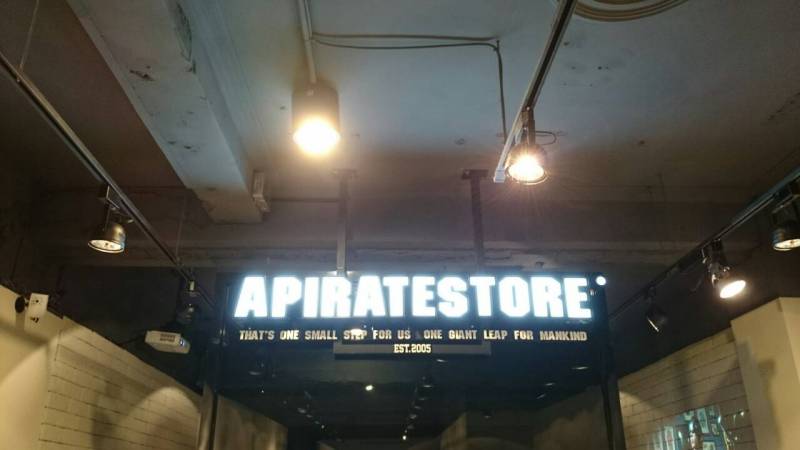 APIRATESTORE
THAT'S ONE SMALL STEP FOR US ONE GIANT LEAP FOR MANKIND
EST.2005